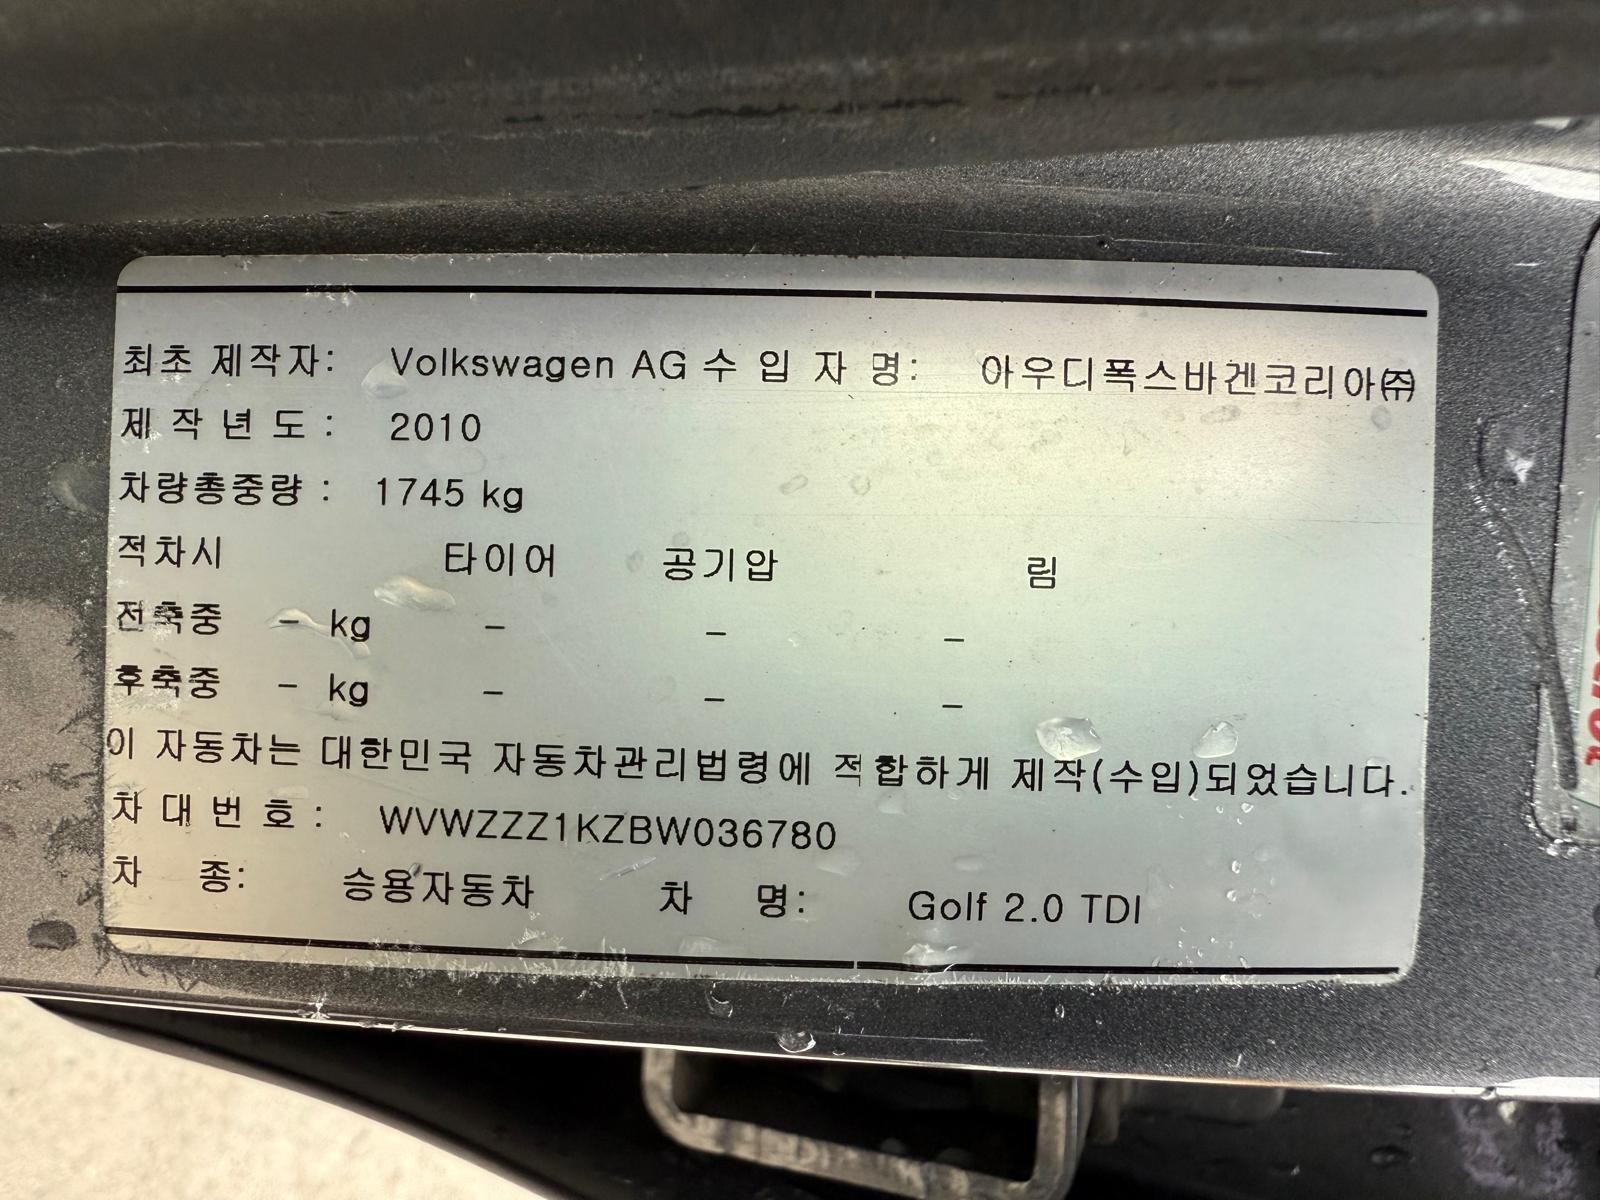 최초 제작자: Volkswagen AG 수 입 자 명: 아우디폭스바겐코리아㈜
제 작 년 도 : 2010
차량총중량 : 1745 kg
적차시 타이어 공기압 림
전축중 - kg - - -
후축중 - kg - - -
이 자동차는 대한민국 자동차관리법령에 적합하게 제작(수입)되었습니다.
차 대 번 호 : WVWZZZ1KZBW036780
차 종: 승용자동차 차 명: Golf 2.0 TDI